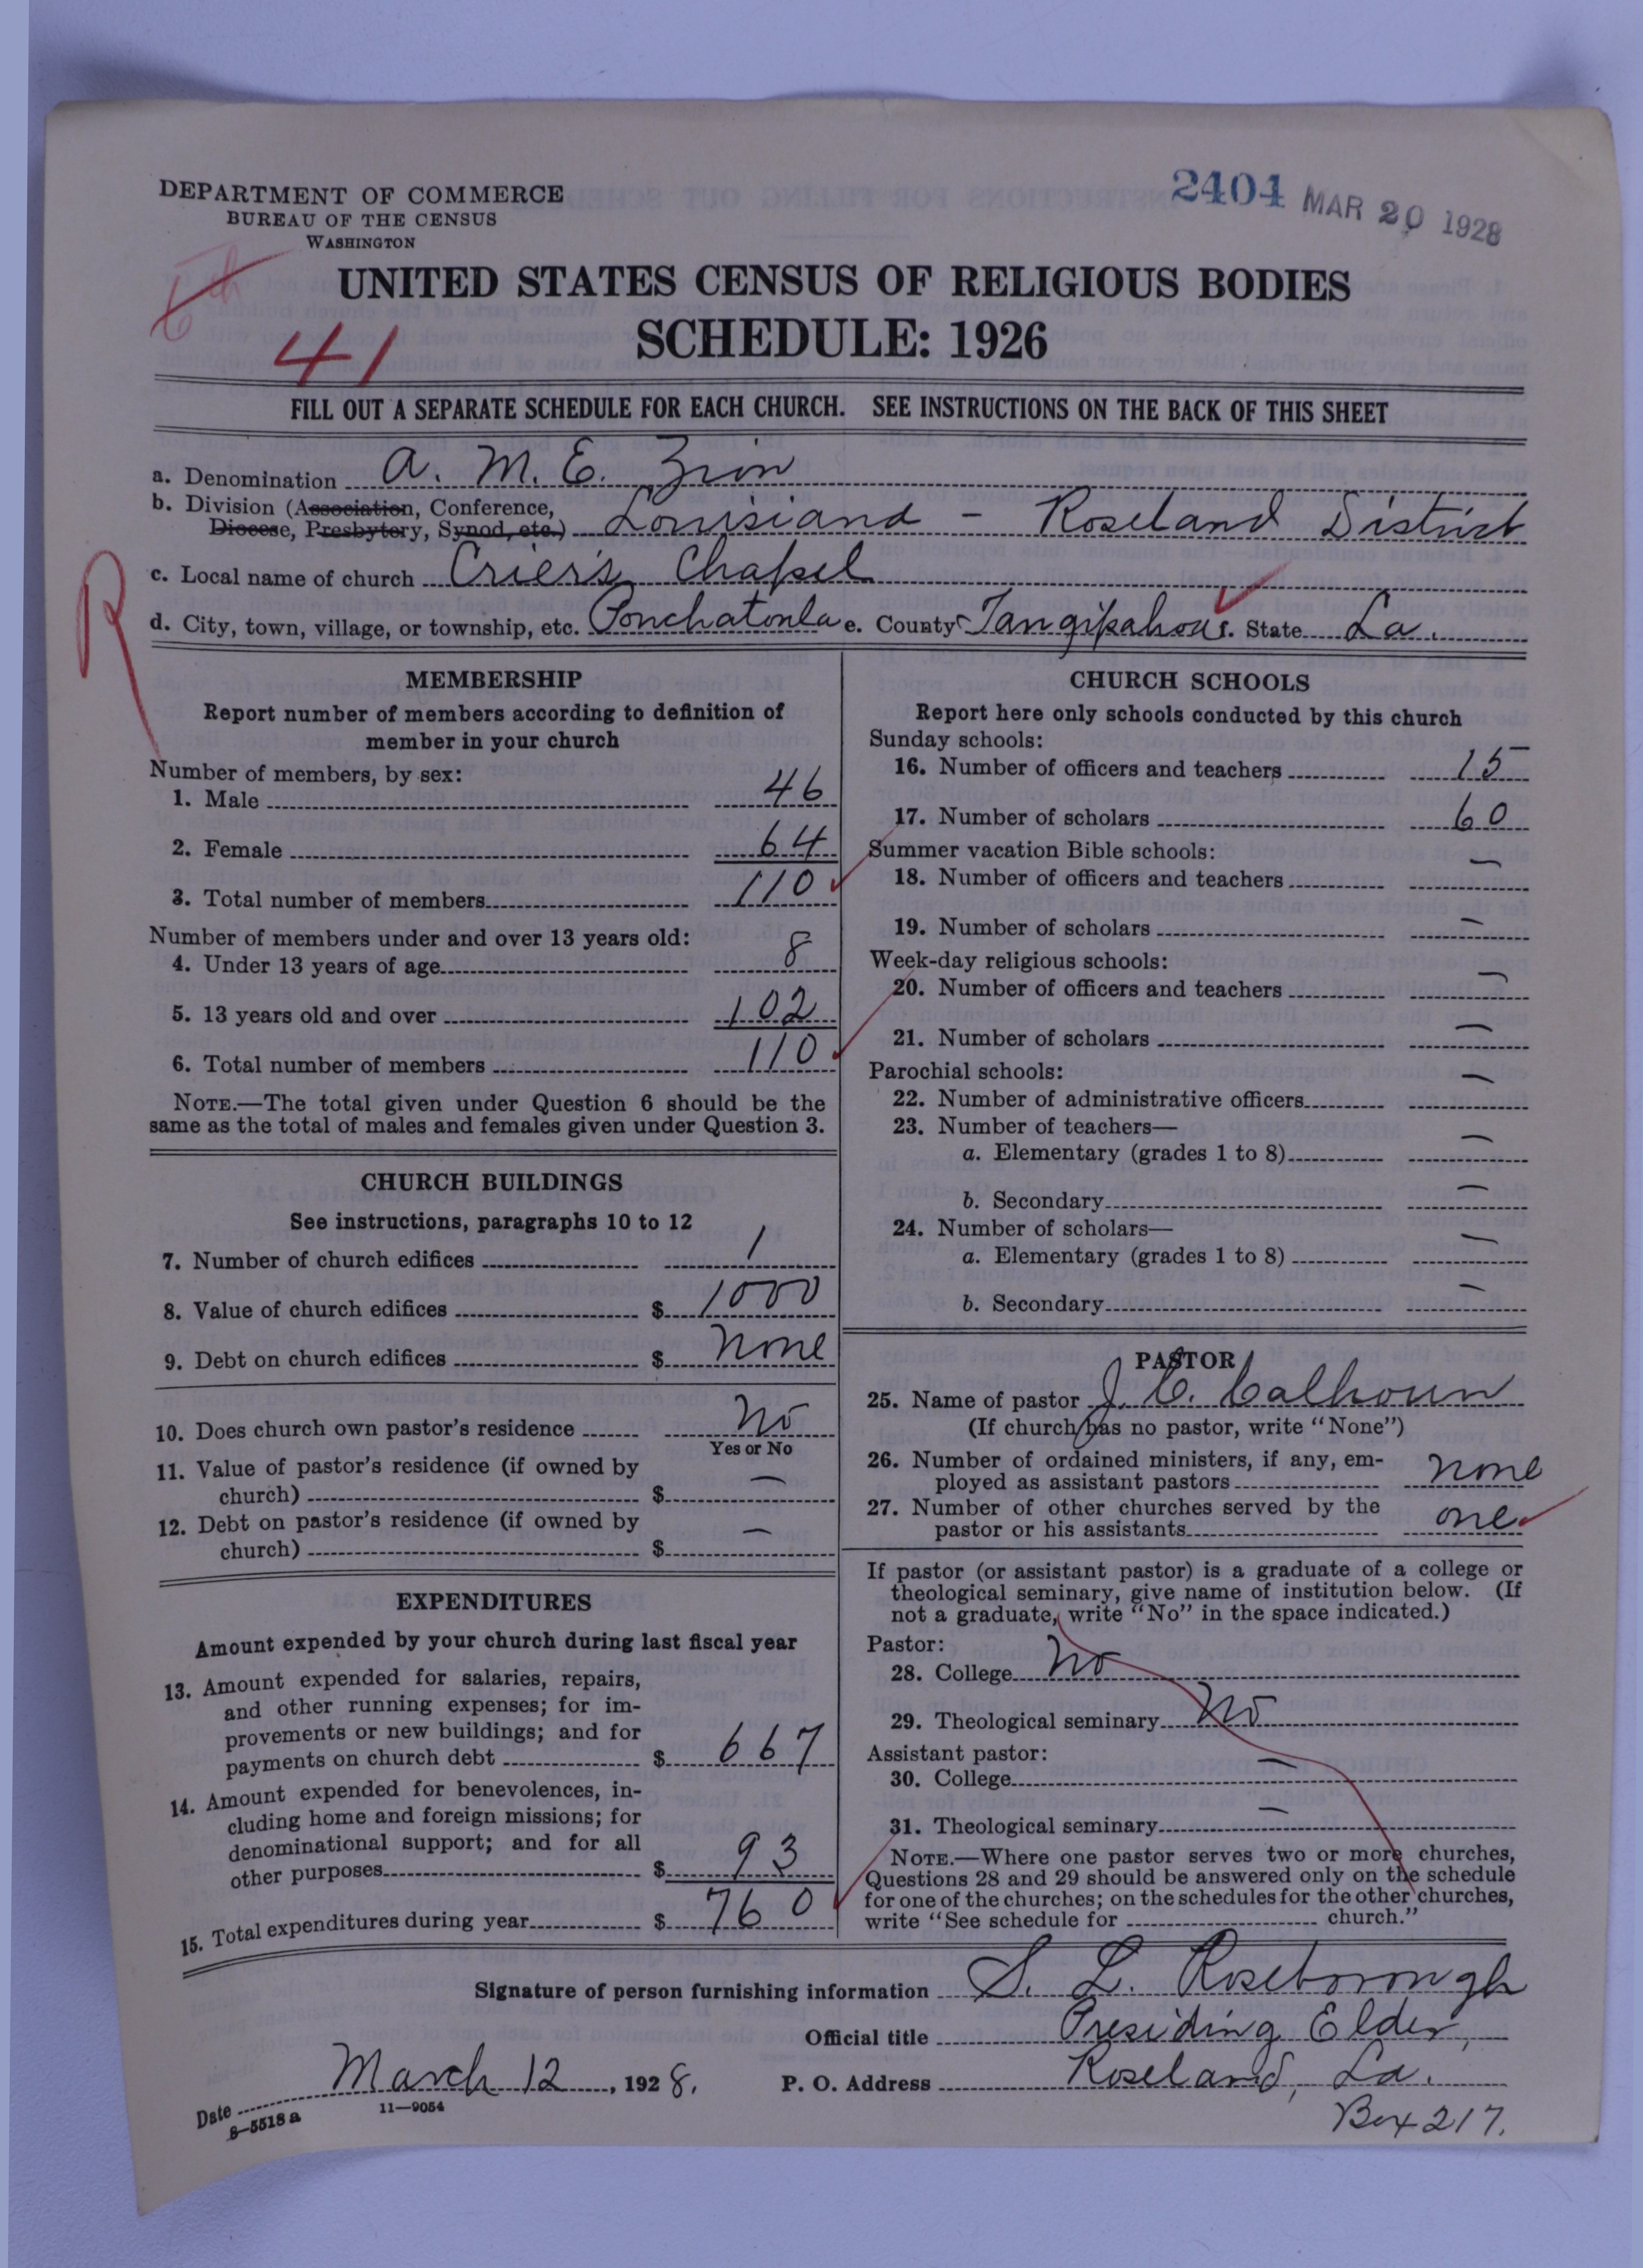 2404 MAR 20 1928
DEPARTMENT OF COMMERCE
BUREAU OF THE CENSUS
WASHINGTON
UNITED STATES CENSUS OF RELIGIOUS BODIES
41
SCHEDULE: 1926
FILL OUT A SEPARATE SCHEDULE FOR EACH CHURCH. SEE INSTRUCTIONS ON THE BACK OF THIS SHEET
a. Denomination A. M. E. Zion
b. Division (Association, Conference,
Diocese, Presbytery, Synod, etc.) Louisiana - Roseland District
R
c. Local name of church Crier's Chapel
d. City, town, village, or township, etc. Ponchatoula e. County Tangipahoa f. State La.
MEMBERSHIP
Report number of members according to definition of
member in your church
Number of members, by sex:
1. Male 46
2. Female 64
3. Total number of members 110
Number of members under and over 13 years old:
4. Under 13 years of age 8
5. 13 years old and over 102
6. Total number of members 110
NOTE.—The total given under Question 6 should be the
same as the total of males and females given under Question 3.
CHURCH BUILDINGS
See instructions, paragraphs 10 to 12
7. Number of church edifices 1
8. Value of church edifices $ 1000
9. Debt on church edifices $ None
10. Does church own pastor's residence No
Yes or No
11. Value of pastor's residence (if owned by
church) $ —
12. Debt on pastor's residence (if owned by
church) $ —
EXPENDITURES
Amount expended by your church during last fiscal year
13. Amount expended for salaries, repairs,
and other running expenses; for im-
provements or new buildings; and for
payments on church debt $ 667
14. Amount expended for benevolences, in-
cluding home and foreign missions; for
denominational support; and for all
other purposes $ 93
15. Total expenditures during year $ 760
CHURCH SCHOOLS
Report here only schools conducted by this church
Sunday schools:
16. Number of officers and teachers 15
17. Number of scholars 60
Summer vacation Bible schools:
18. Number of officers and teachers —
19. Number of scholars —
Week-day religious schools:
20. Number of officers and teachers —
21. Number of scholars —
Parochial schools:
22. Number of administrative officers —
23. Number of teachers—
a. Elementary (grades 1 to 8) —
b. Secondary —
24. Number of scholars—
a. Elementary (grades 1 to 8) —
b. Secondary —
PASTOR
25. Name of pastor J. C. Calhoun
(If church has no pastor, write "None")
26. Number of ordained ministers, if any, em-
ployed as assistant pastors none
27. Number of other churches served by the
pastor or his assistants one
If pastor (or assistant pastor) is a graduate of a college or
theological seminary, give name of institution below. (If
not a graduate, write "No" in the space indicated.)
Pastor:
28. College No
29. Theological seminary No
Assistant pastor:
30. College —
31. Theological seminary —
NOTE.—Where one pastor serves two or more churches,
Questions 28 and 29 should be answered only on the schedule
for one of the churches; on the schedules for the other churches,
write "See schedule for church."
Signature of person furnishing information S. L. Roseborough
Official title Presiding Elder,
Date March 12, 1928. P. O. Address Roseland, La.
8—5518 a 11—9054
Box 217.